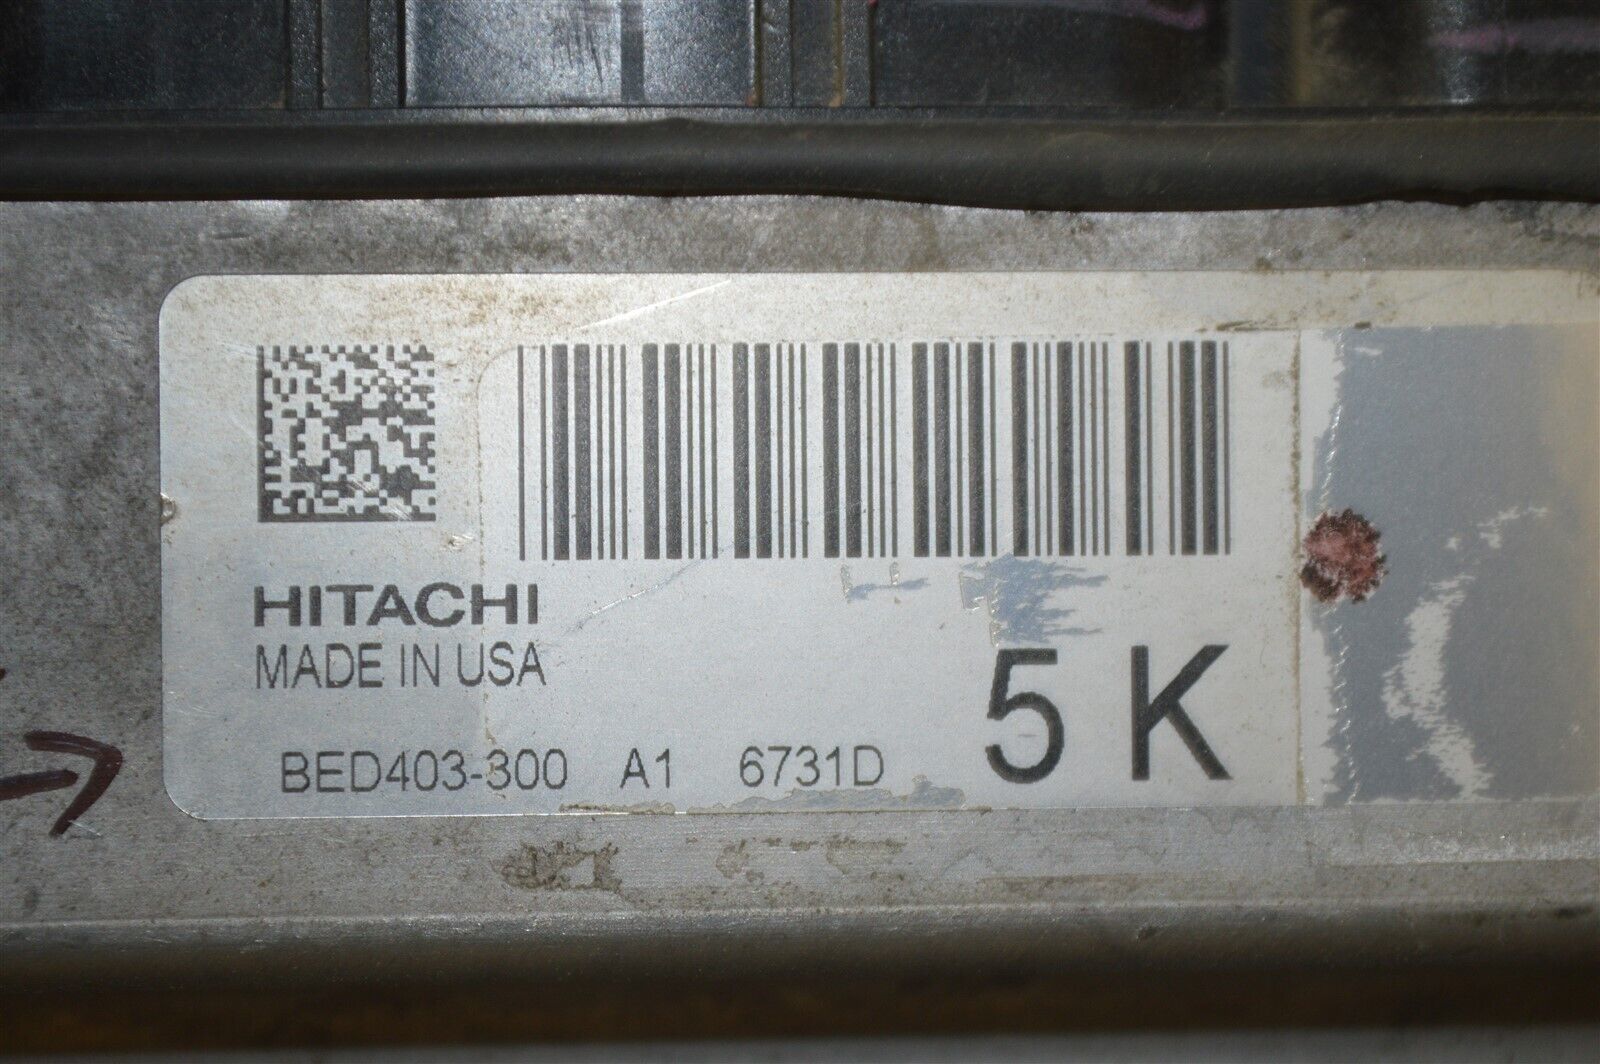 HITACHI
MADE IN USA
BED403-300 A1 6731D 5 K